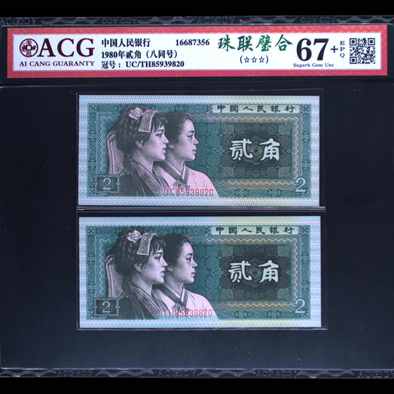 ACG
AI CANG GUARANTY
中国人民银行 16687356
1980年贰角（八同号）
冠号：UC/TH85939820
珠联璧合
(☆☆☆)
67+
EPQ
Superb Gem Unc
中国人民银行
贰角
2 2
中国人民银行
贰角
2 2